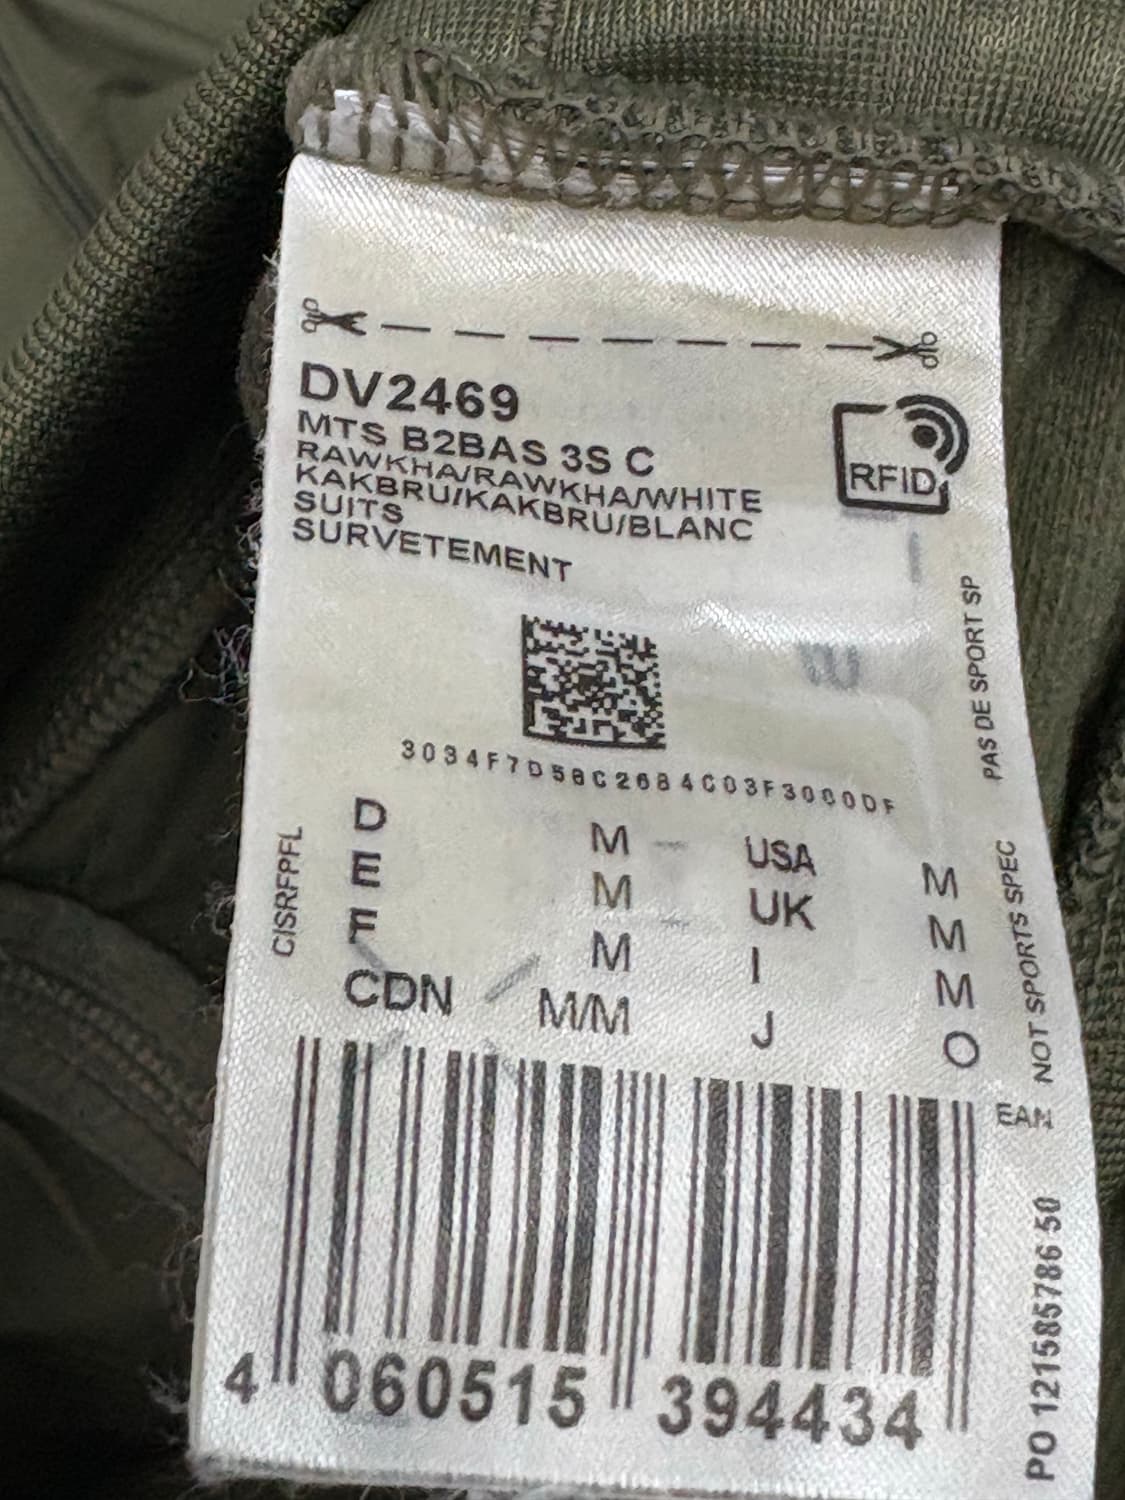 DV2469
MTS B2BAS 3S C
RAWKHA/RAWKHA/WHITE
KAKBRU/KAKBRU/BLANC
SUITS
SURVETEMENT
RFID
3034F7D58C2684C03F3000DF
D M USA M
E M UK M
F M I M
CDN M/M J O
CISRFPFL
PAS DE SPORT SP
NOT SPORTS SPEC
EAN
PO 121585786 50
4 060515 394434